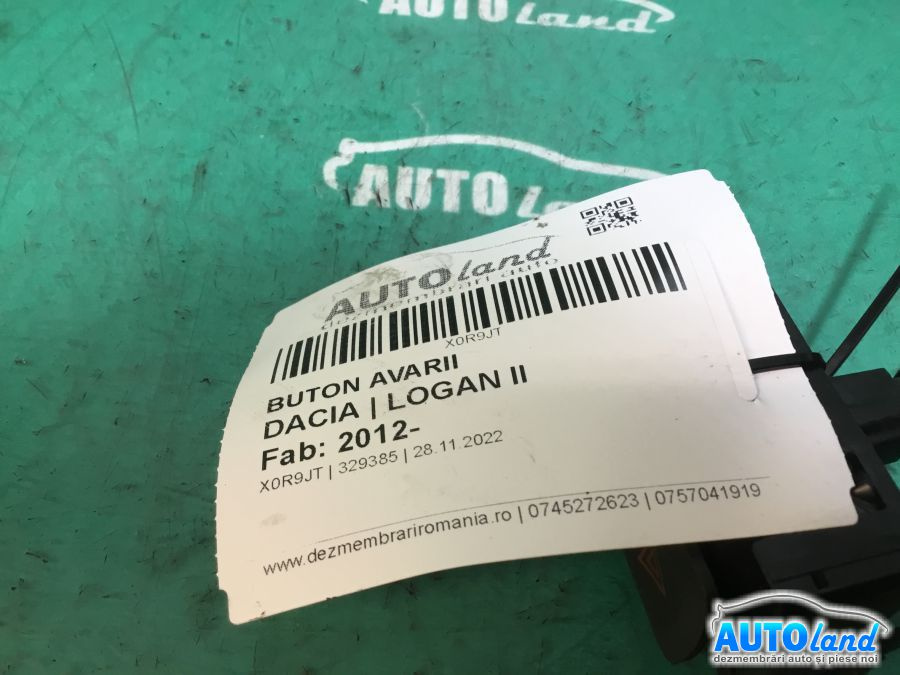 AUTOland
AUTOland
AUTOland
dezmembrari auto
X0R9JT
BUTON AVARII
DACIA | LOGAN II
Fab: 2012-
X0R9JT | 329385 | 28.11.2022
www.dezmembrariromania.ro | 0745272623 | 0757041919
AUTOland
dezmembrări auto și piese noi